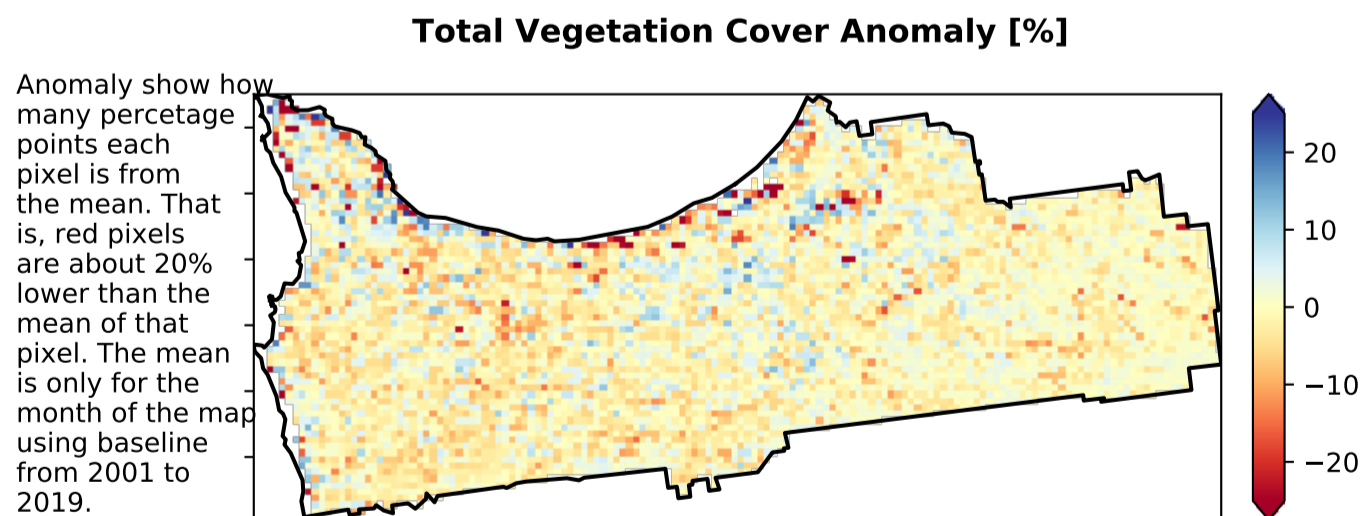 Total Vegetation Cover Anomaly [%]
Anomaly show how
many percetage
points each
pixel is from
the mean. That
is, red pixels
are about 20%
lower than the
mean of that
pixel. The mean
is only for the
month of the map
using baseline
from 2001 to
2019.
20
10
0
−10
−20